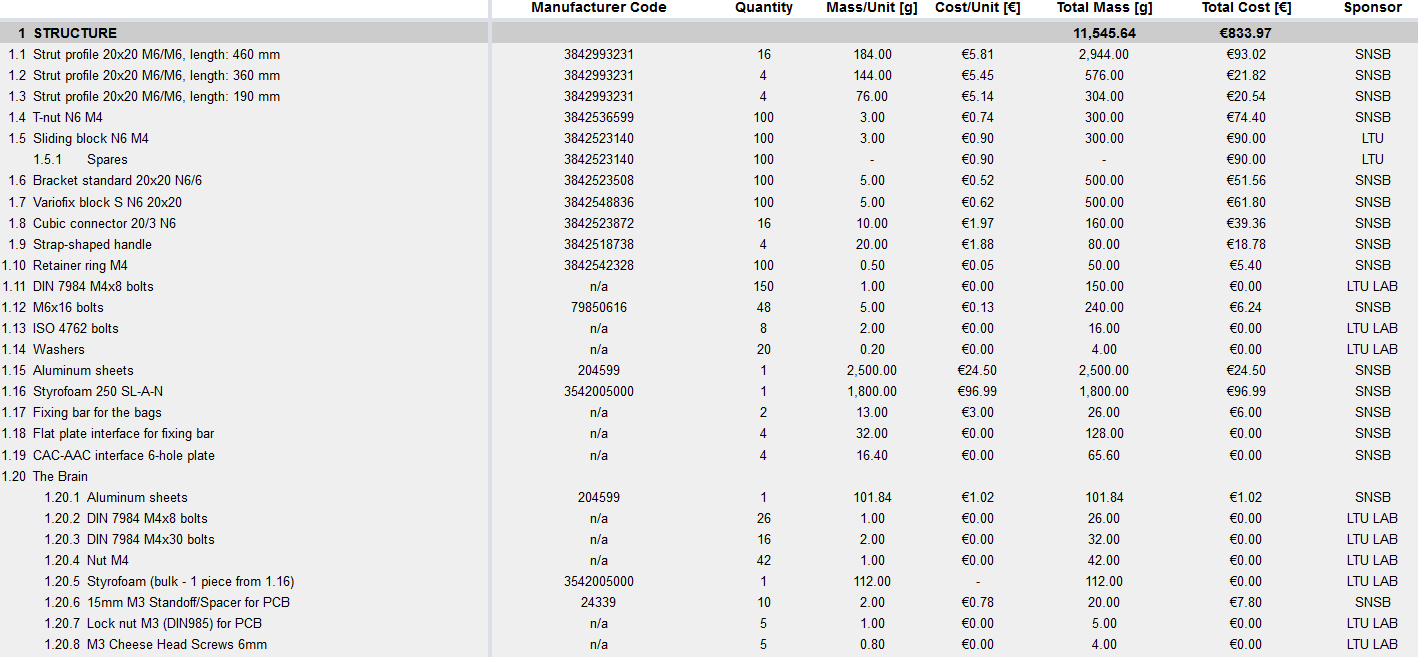 Manufacturer Code Quantity Mass/Unit [g] Cost/Unit [€] Total Mass [g] Total Cost [€] Sponsor
1 STRUCTURE 11,545.64 €833.97
1.1 Strut profile 20x20 M6/M6, length: 460 mm 3842993231 16 184.00 €5.81 2,944.00 €93.02 SNSB
1.2 Strut profile 20x20 M6/M6, length: 360 mm 3842993231 4 144.00 €5.45 576.00 €21.82 SNSB
1.3 Strut profile 20x20 M6/M6, length: 190 mm 3842993231 4 76.00 €5.14 304.00 €20.54 SNSB
1.4 T-nut N6 M4 3842536599 100 3.00 €0.74 300.00 €74.40 SNSB
1.5 Sliding block N6 M4 3842523140 100 3.00 €0.90 300.00 €90.00 LTU
1.5.1 Spares 3842523140 100 - €0.90 - €90.00 LTU
1.6 Bracket standard 20x20 N6/6 3842523508 100 5.00 €0.52 500.00 €51.56 SNSB
1.7 Variofix block S N6 20x20 3842548836 100 5.00 €0.62 500.00 €61.80 SNSB
1.8 Cubic connector 20/3 N6 3842523872 16 10.00 €1.97 160.00 €39.36 SNSB
1.9 Strap-shaped handle 3842518738 4 20.00 €1.88 80.00 €18.78 SNSB
1.10 Retainer ring M4 3842542328 100 0.50 €0.05 50.00 €5.40 SNSB
1.11 DIN 7984 M4x8 bolts n/a 150 1.00 €0.00 150.00 €0.00 LTU LAB
1.12 M6x16 bolts 79850616 48 5.00 €0.13 240.00 €6.24 SNSB
1.13 ISO 4762 bolts n/a 8 2.00 €0.00 16.00 €0.00 LTU LAB
1.14 Washers n/a 20 0.20 €0.00 4.00 €0.00 LTU LAB
1.15 Aluminum sheets 204599 1 2,500.00 €24.50 2,500.00 €24.50 SNSB
1.16 Styrofoam 250 SL-A-N 3542005000 1 1,800.00 €96.99 1,800.00 €96.99 SNSB
1.17 Fixing bar for the bags n/a 2 13.00 €3.00 26.00 €6.00 SNSB
1.18 Flat plate interface for fixing bar n/a 4 32.00 €0.00 128.00 €0.00 SNSB
1.19 CAC-AAC interface 6-hole plate n/a 4 16.40 €0.00 65.60 €0.00 SNSB
1.20 The Brain
1.20.1 Aluminum sheets 204599 1 101.84 €1.02 101.84 €1.02 SNSB
1.20.2 DIN 7984 M4x8 bolts n/a 26 1.00 €0.00 26.00 €0.00 LTU LAB
1.20.3 DIN 7984 M4x30 bolts n/a 16 2.00 €0.00 32.00 €0.00 LTU LAB
1.20.4 Nut M4 n/a 42 1.00 €0.00 42.00 €0.00 LTU LAB
1.20.5 Styrofoam (bulk - 1 piece from 1.16) 3542005000 1 112.00 - 112.00 €0.00 LTU LAB
1.20.6 15mm M3 Standoff/Spacer for PCB 24339 10 2.00 €0.78 20.00 €7.80 SNSB
1.20.7 Lock nut M3 (DIN985) for PCB n/a 5 1.00 €0.00 5.00 €0.00 LTU LAB
1.20.8 M3 Cheese Head Screws 6mm n/a 5 0.80 €0.00 4.00 €0.00 LTU LAB